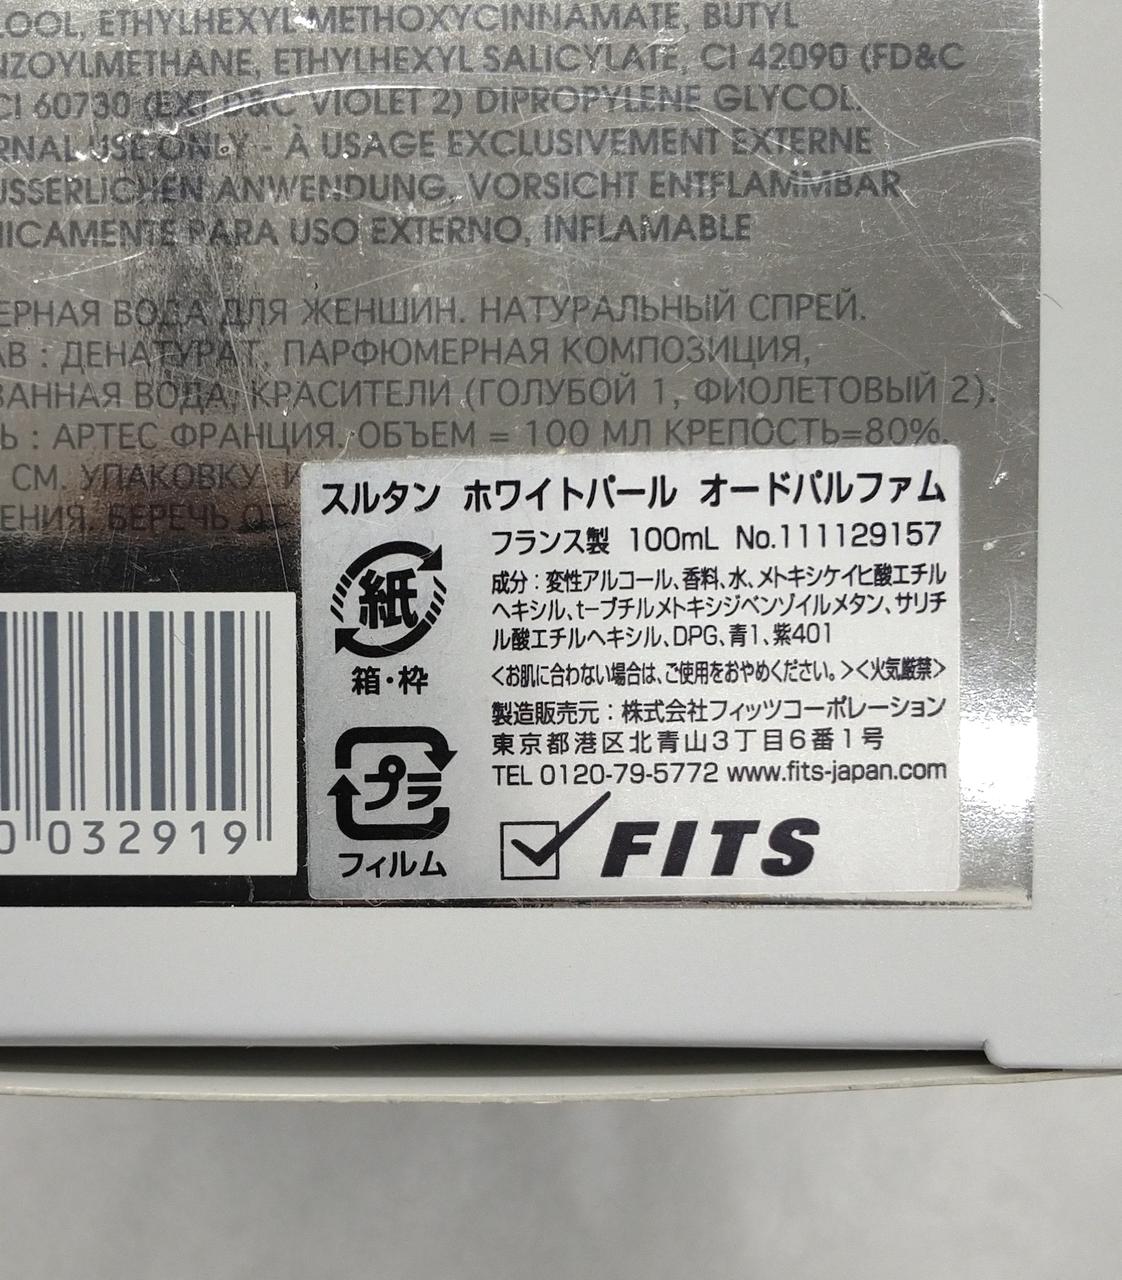 LOOL, ETHYLHEXYL METHOXYCINNAMATE, BUTYL
NZOYLMETHANE, ETHYLHEXYL SALICYLATE, CI 42090 (FD&C
CI 60730 (EXT D&C VIOLET 2) DIPROPYLENE GLYCOL.
RNAL USE ONLY - À USAGE EXCLUSIVEMENT EXTERNE
USSERLICHEN ANWENDUNG, VORSICHT ENTFLAMMBAR
NICAMENTE PARA USO EXTERNO, INFLAMABLE
ЕРНАЯ ВОДА ДЛЯ ЖЕНШИН. НАТУРАЛЬНЫЙ СПРЕЙ.
АВ : ДЕНАТУРАТ, ПАРФЮМЕРНАЯ КОМПОЗИЦИЯ,
ВАННАЯ ВОДА, КРАСИТЕЛИ (ГОЛУБОЙ 1, ФИОЛЕТОВЫЙ 2).
Ь : АРТЕС ФРАНЦИЯ. ОБЪЕМ = 100 МЛ КРЕПОСТЬ=80%.
СМ. УПАКОВКУ И
ЕНИЯ. БЕРЕЧЬ ОТ
スルタン ホワイトパール オードパルファム
フランス製 100mL No.111129157
成分：変性アルコール、香料、水、メトキシケイヒ酸エチル
ヘキシル、t-ブチルメトキシジベンゾイルメタン、サリチ
ル酸エチルヘキシル、DPG、青1、紫401
<お肌に合わない場合は、ご使用をおやめください。><火気厳禁>
製造販売元：株式会社フィッツコーポレーション
東京都港区北青山3丁目6番1号
TEL 0120-79-5772 www.fits-japan.com
FITS
紙
箱・枠
プラ
フィルム
0 032919